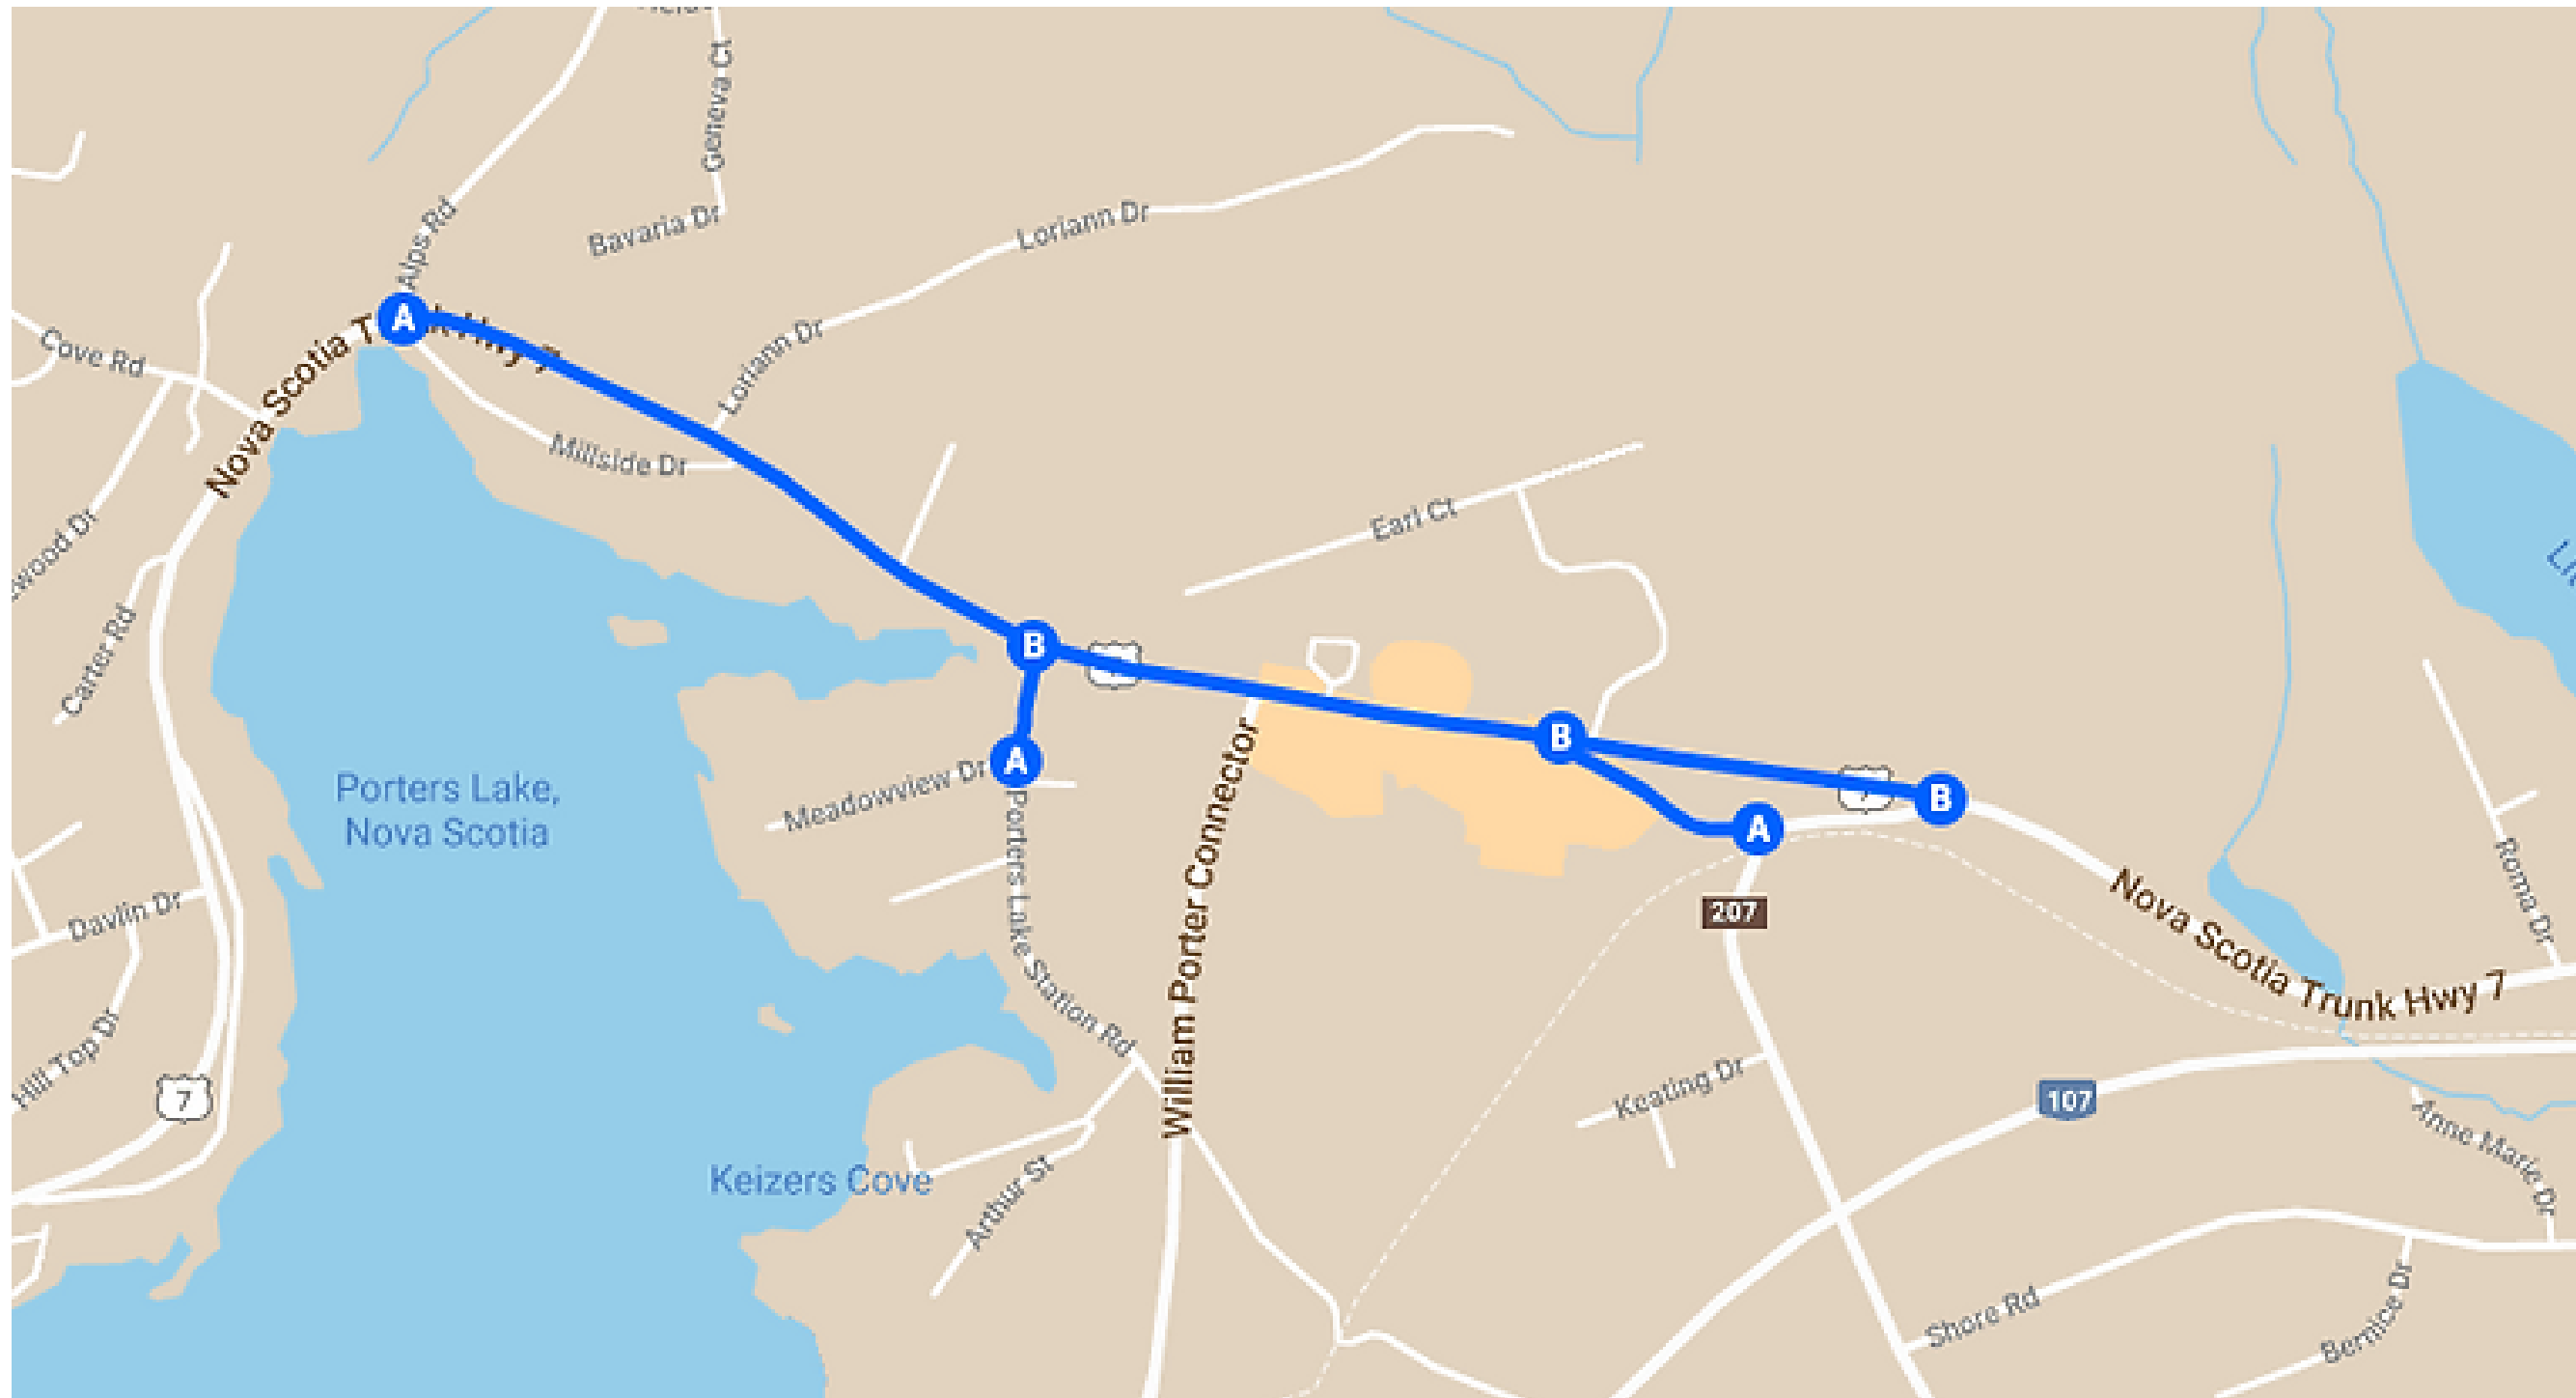 Geneva Ct
Bavaria Dr
Alps Rd
Loriann Dr
Loriann Dr
A
Hwy 7
Nova Scotia
Cove Rd
Millside Dr
Earl Ct
Carter Rd
B
B
B
7
A
A
Meadowview Dr
Porters Lake,
Nova Scotia
Porters Lake Station Rd
William Porter Connector
207
Nova Scotia Trunk Hwy 7
Roma Dr
Davlin Dr
Hill Top Dr
7
Keating Dr
107
Anne Marie Dr
Keizers Cove
Arthur St
Shore Rd
Bernice Dr